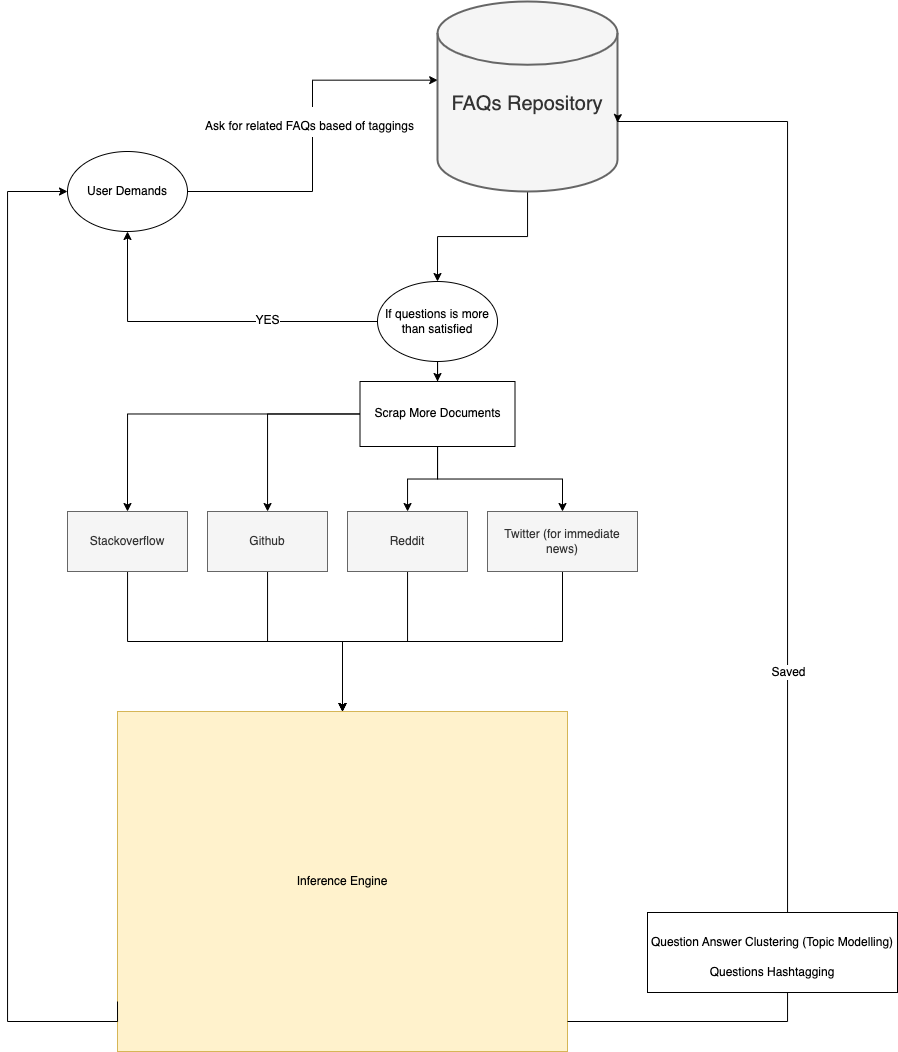 FAQs Repository
Ask for related FAQs based of taggings
User Demands
If questions is more
than satisfied
YES
Scrap More Documents
Stackoverflow
Github
Reddit
Twitter (for immediate
news)
Saved
Inference Engine
Question Answer Clustering (Topic Modelling)
Questions Hashtagging